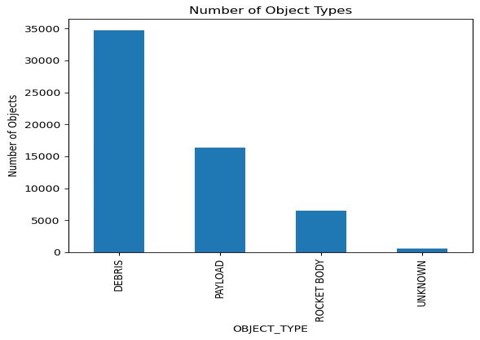 Number of Object Types
Number of Objects
35000
30000
25000
20000
15000
10000
5000
0
DEBRIS
PAYLOAD
ROCKET BODY
UNKNOWN
OBJECT_TYPE